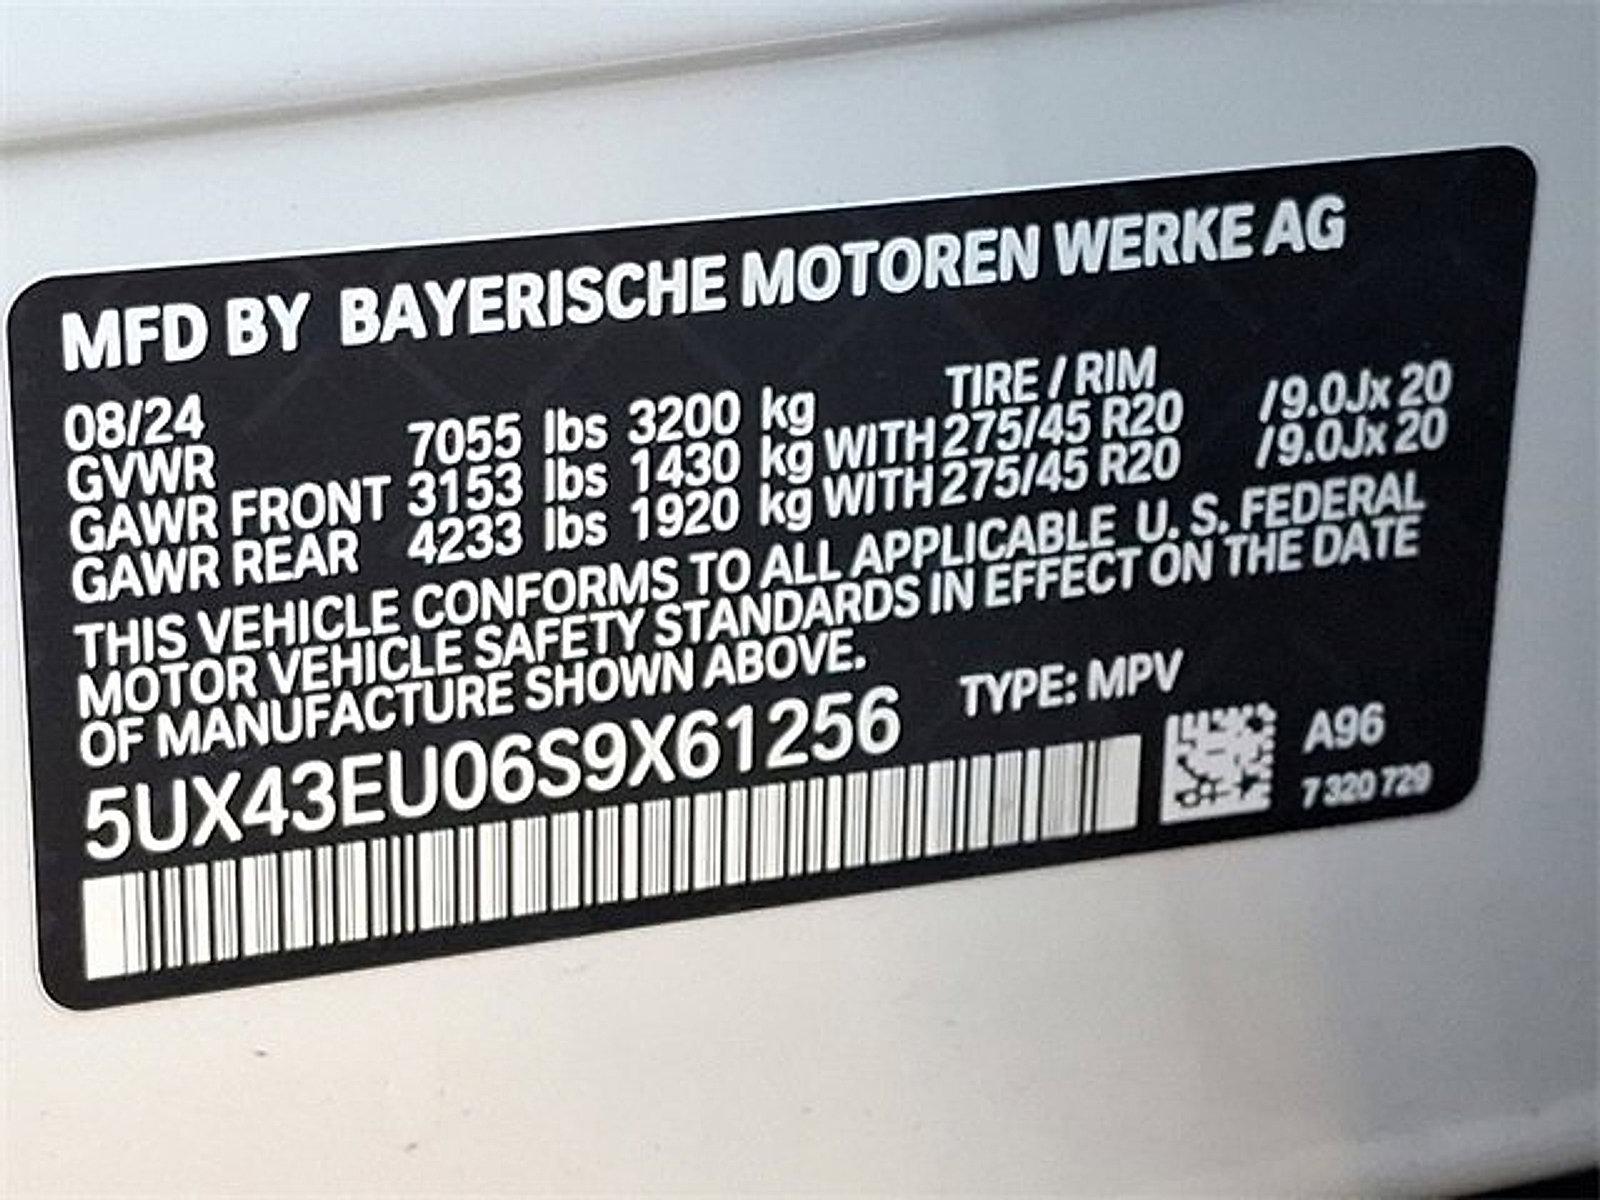 MFD BY BAYERISCHE MOTOREN WERKE AG
08/24 TIRE / RIM
GVWR 7055 lbs 3200 kg
GAWR FRONT 3153 lbs 1430 kg WITH 275/45 R20 /9.0Jx 20
GAWR REAR 4233 lbs 1920 kg WITH 275/45 R20 /9.0Jx 20
THIS VEHICLE CONFORMS TO ALL APPLICABLE U. S. FEDERAL
MOTOR VEHICLE SAFETY STANDARDS IN EFFECT ON THE DATE
OF MANUFACTURE SHOWN ABOVE.
5UX43EU06S9X61256 TYPE: MPV
A96
7 320 729